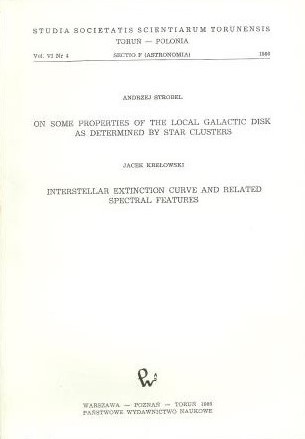 STUDIA SOCIETATIS SCIENTIARUM TORUNENSIS
TORUŃ — POLONIA
Vol. VI Nr 4 SECTIO F (ASTRONOMIA) 1980
ANDRZEJ STROBEL
ON SOME PROPERTIES OF THE LOCAL GALACTIC DISK
AS DETERMINED BY STAR CLUSTERS
JACEK KREŁOWSKI
INTERSTELLAR EXTINCTION CURVE AND RELATED
SPECTRAL FEATURES
WARSZAWA — POZNAŃ — TORUŃ 1980
PAŃSTWOWE WYDAWNICTWO NAUKOWE